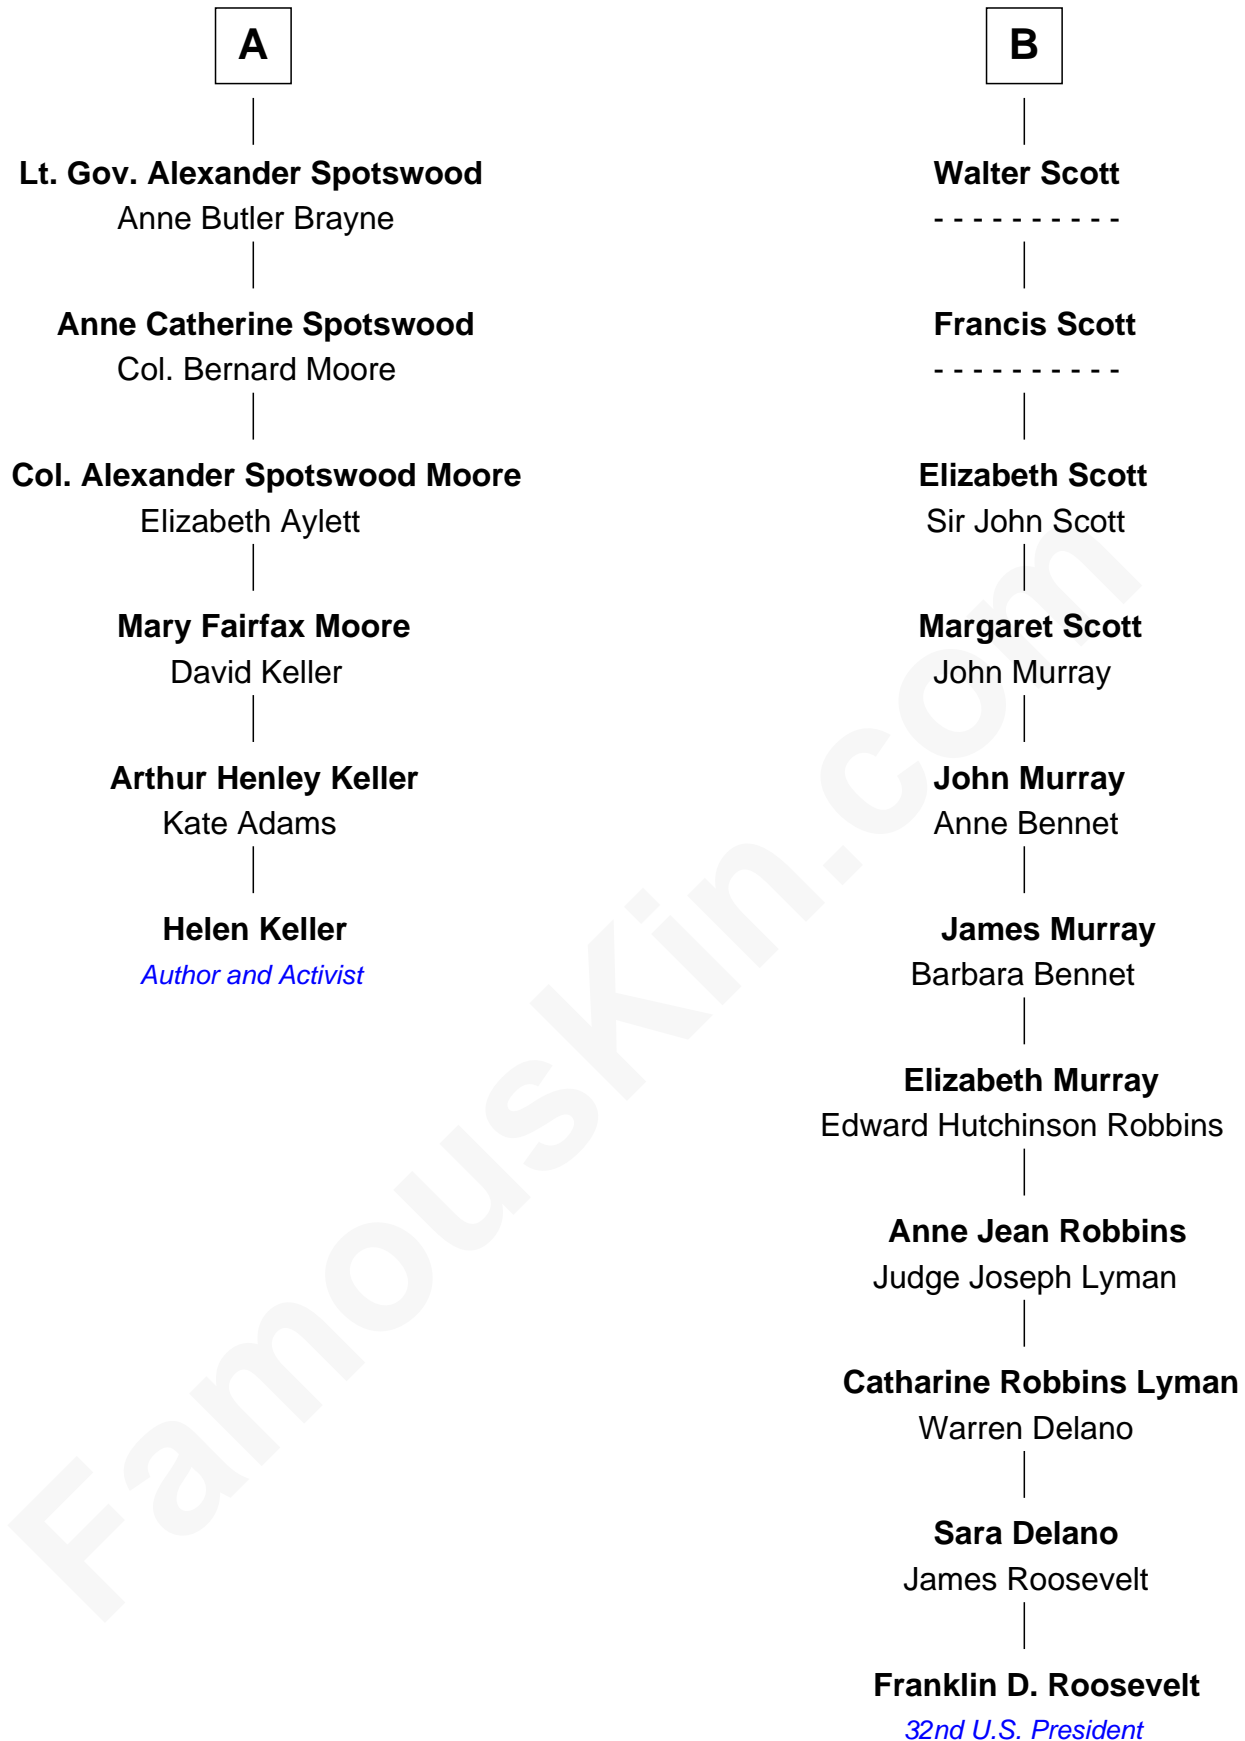 A
Lt. Gov. Alexander Spotswood
Anne Butler Brayne
Anne Catherine Spotswood
Col. Bernard Moore
Col. Alexander Spotswood Moore
Elizabeth Aylett
Mary Fairfax Moore
David Keller
Arthur Henley Keller
Kate Adams
Helen Keller
Author and Activist
B
Walter Scott
- - - - - - - - - -
Francis Scott
- - - - - - - - - -
Elizabeth Scott
Sir John Scott
Margaret Scott
John Murray
John Murray
Anne Bennet
James Murray
Barbara Bennet
Elizabeth Murray
Edward Hutchinson Robbins
Anne Jean Robbins
Judge Joseph Lyman
Catharine Robbins Lyman
Warren Delano
Sara Delano
James Roosevelt
Franklin D. Roosevelt
32nd U.S. President
FamousKin.com